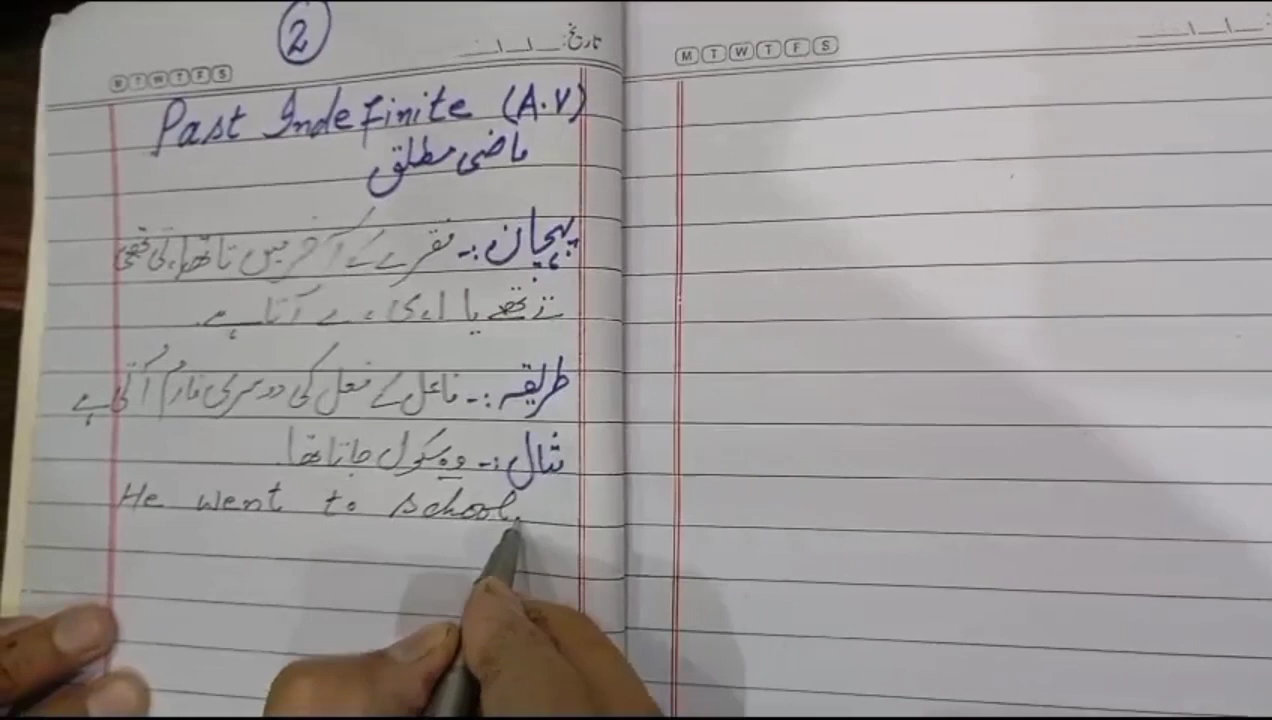 2
تاریخ:
M T W T F S
Past Indefinite (A.V)
ماضی مطلق
پہچان:۔ فقرے کے آخر میں تا تھا، تی تھی
تے تھے یا ا، ی، ے آتا ہے۔
طریقہ:۔ فاعل کے فعل کی دوسری فارم آتی ہے
مثال:۔ وہ سکول جاتا تھا
He went to school.
M T W T F S